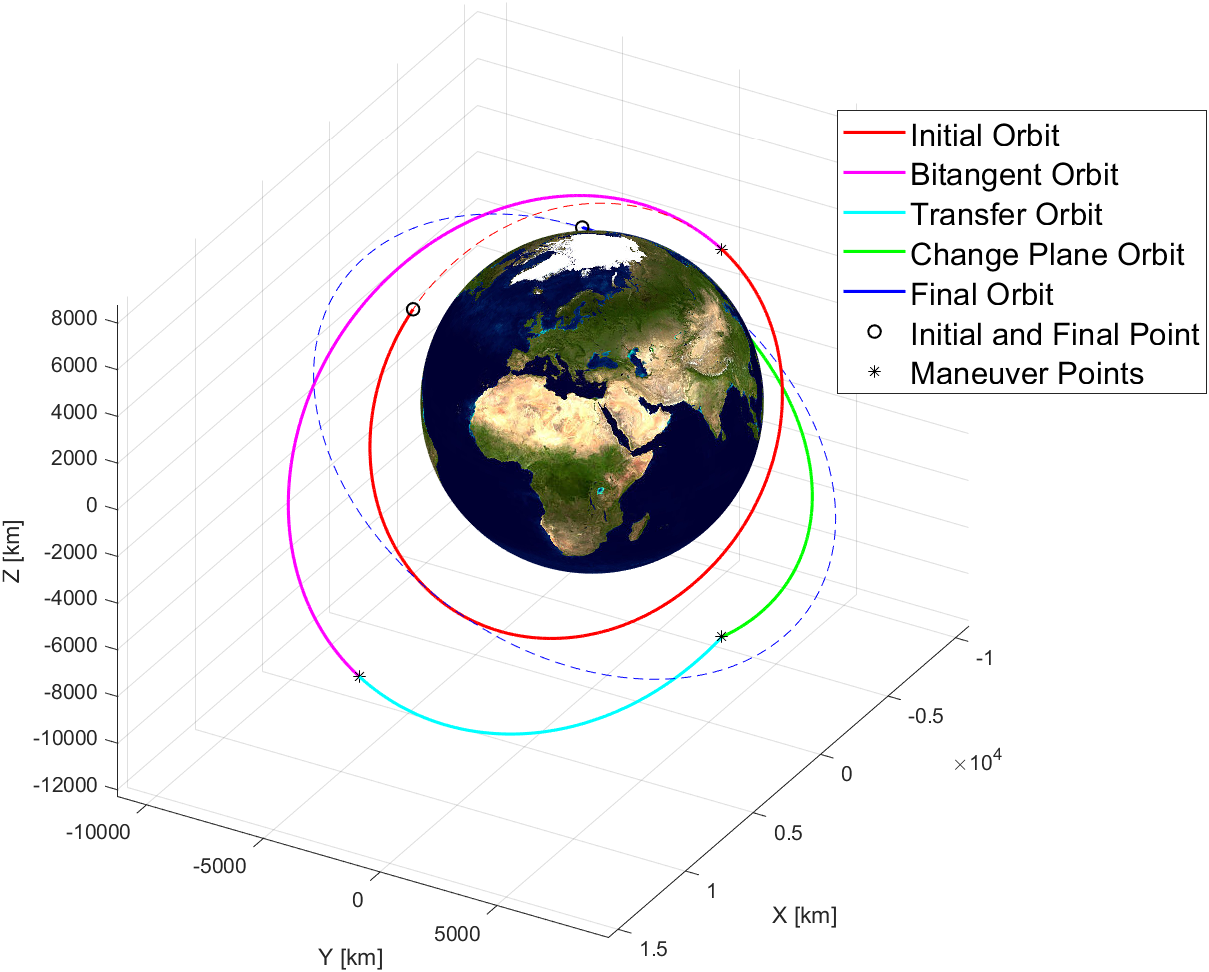 Initial Orbit
Bitangent Orbit
Transfer Orbit
Change Plane Orbit
Final Orbit
Initial and Final Point
Maneuver Points
8000
6000
4000
2000
0
-2000
-4000
-6000
-8000
-10000
-12000
Z [km]
-10000
-5000
0
5000
Y [km]
-1
-0.5
×10⁴
0
0.5
1
1.5
X [km]